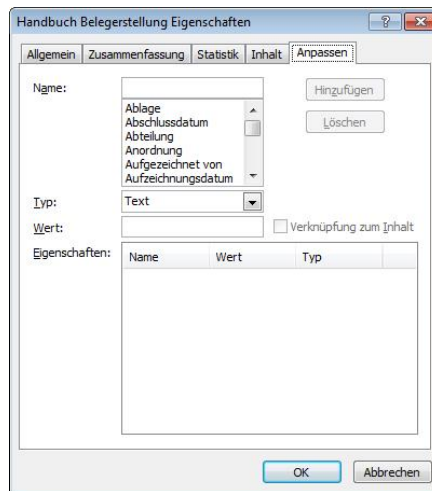 Handbuch Belegerstellung Eigenschaften
Allgemein Zusammenfassung Statistik Inhalt Anpassen
Name:
Hinzufügen
Löschen
Ablage
Abschlussdatum
Abteilung
Anordnung
Aufgezeichnet von
Aufzeichnungsdatum
Typ: Text
Wert: Verknüpfung zum Inhalt
Eigenschaften: Name Wert Typ
OK Abbrechen